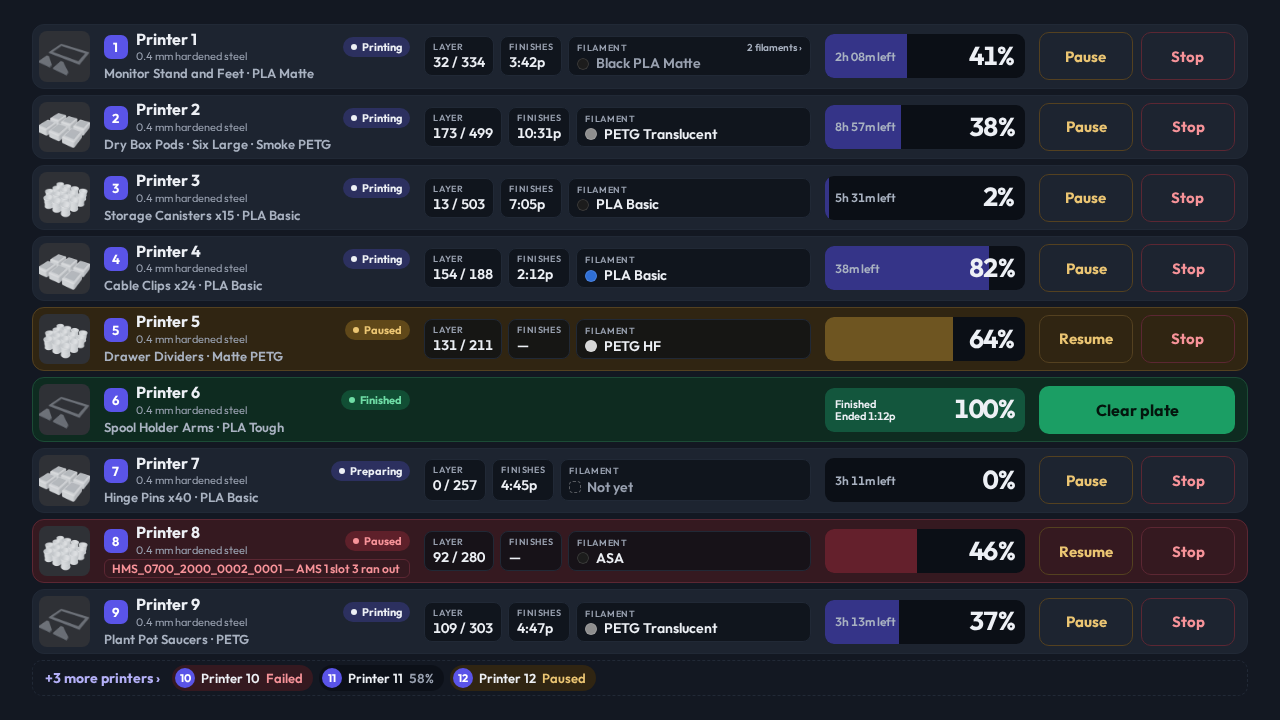 1
Printer 1
0.4 mm hardened steel
Monitor Stand and Feet · PLA Matte
Printing
LAYER
32 / 334
FINISHES
3:42p
FILAMENT
2 filaments ›
Black PLA Matte
2h 08m left
41%
Pause
Stop
2
Printer 2
0.4 mm hardened steel
Dry Box Pods · Six Large · Smoke PETG
Printing
LAYER
173 / 499
FINISHES
10:31p
FILAMENT
PETG Translucent
8h 57m left
38%
Pause
Stop
3
Printer 3
0.4 mm hardened steel
Storage Canisters x15 · PLA Basic
Printing
LAYER
13 / 503
FINISHES
7:05p
FILAMENT
PLA Basic
5h 31m left
2%
Pause
Stop
4
Printer 4
0.4 mm hardened steel
Cable Clips x24 · PLA Basic
Printing
LAYER
154 / 188
FINISHES
2:12p
FILAMENT
PLA Basic
38m left
82%
Pause
Stop
5
Printer 5
0.4 mm hardened steel
Drawer Dividers · Matte PETG
Paused
LAYER
131 / 211
FINISHES
—
FILAMENT
PETG HF
64%
Resume
Stop
6
Printer 6
0.4 mm hardened steel
Spool Holder Arms · PLA Tough
Finished
Finished
Ended 1:12p
100%
Clear plate
7
Printer 7
0.4 mm hardened steel
Hinge Pins x40 · PLA Basic
Preparing
LAYER
0 / 257
FINISHES
4:45p
FILAMENT
Not yet
3h 11m left
0%
Pause
Stop
8
Printer 8
0.4 mm hardened steel
HMS_0700_2000_0002_0001 — AMS 1 slot 3 ran out
Paused
LAYER
92 / 280
FINISHES
—
FILAMENT
ASA
46%
Resume
Stop
9
Printer 9
0.4 mm hardened steel
Plant Pot Saucers · PETG
Printing
LAYER
109 / 303
FINISHES
4:47p
FILAMENT
PETG Translucent
3h 13m left
37%
Pause
Stop
+3 more printers ›
10 Printer 10 Failed
11 Printer 11 58%
12 Printer 12 Paused